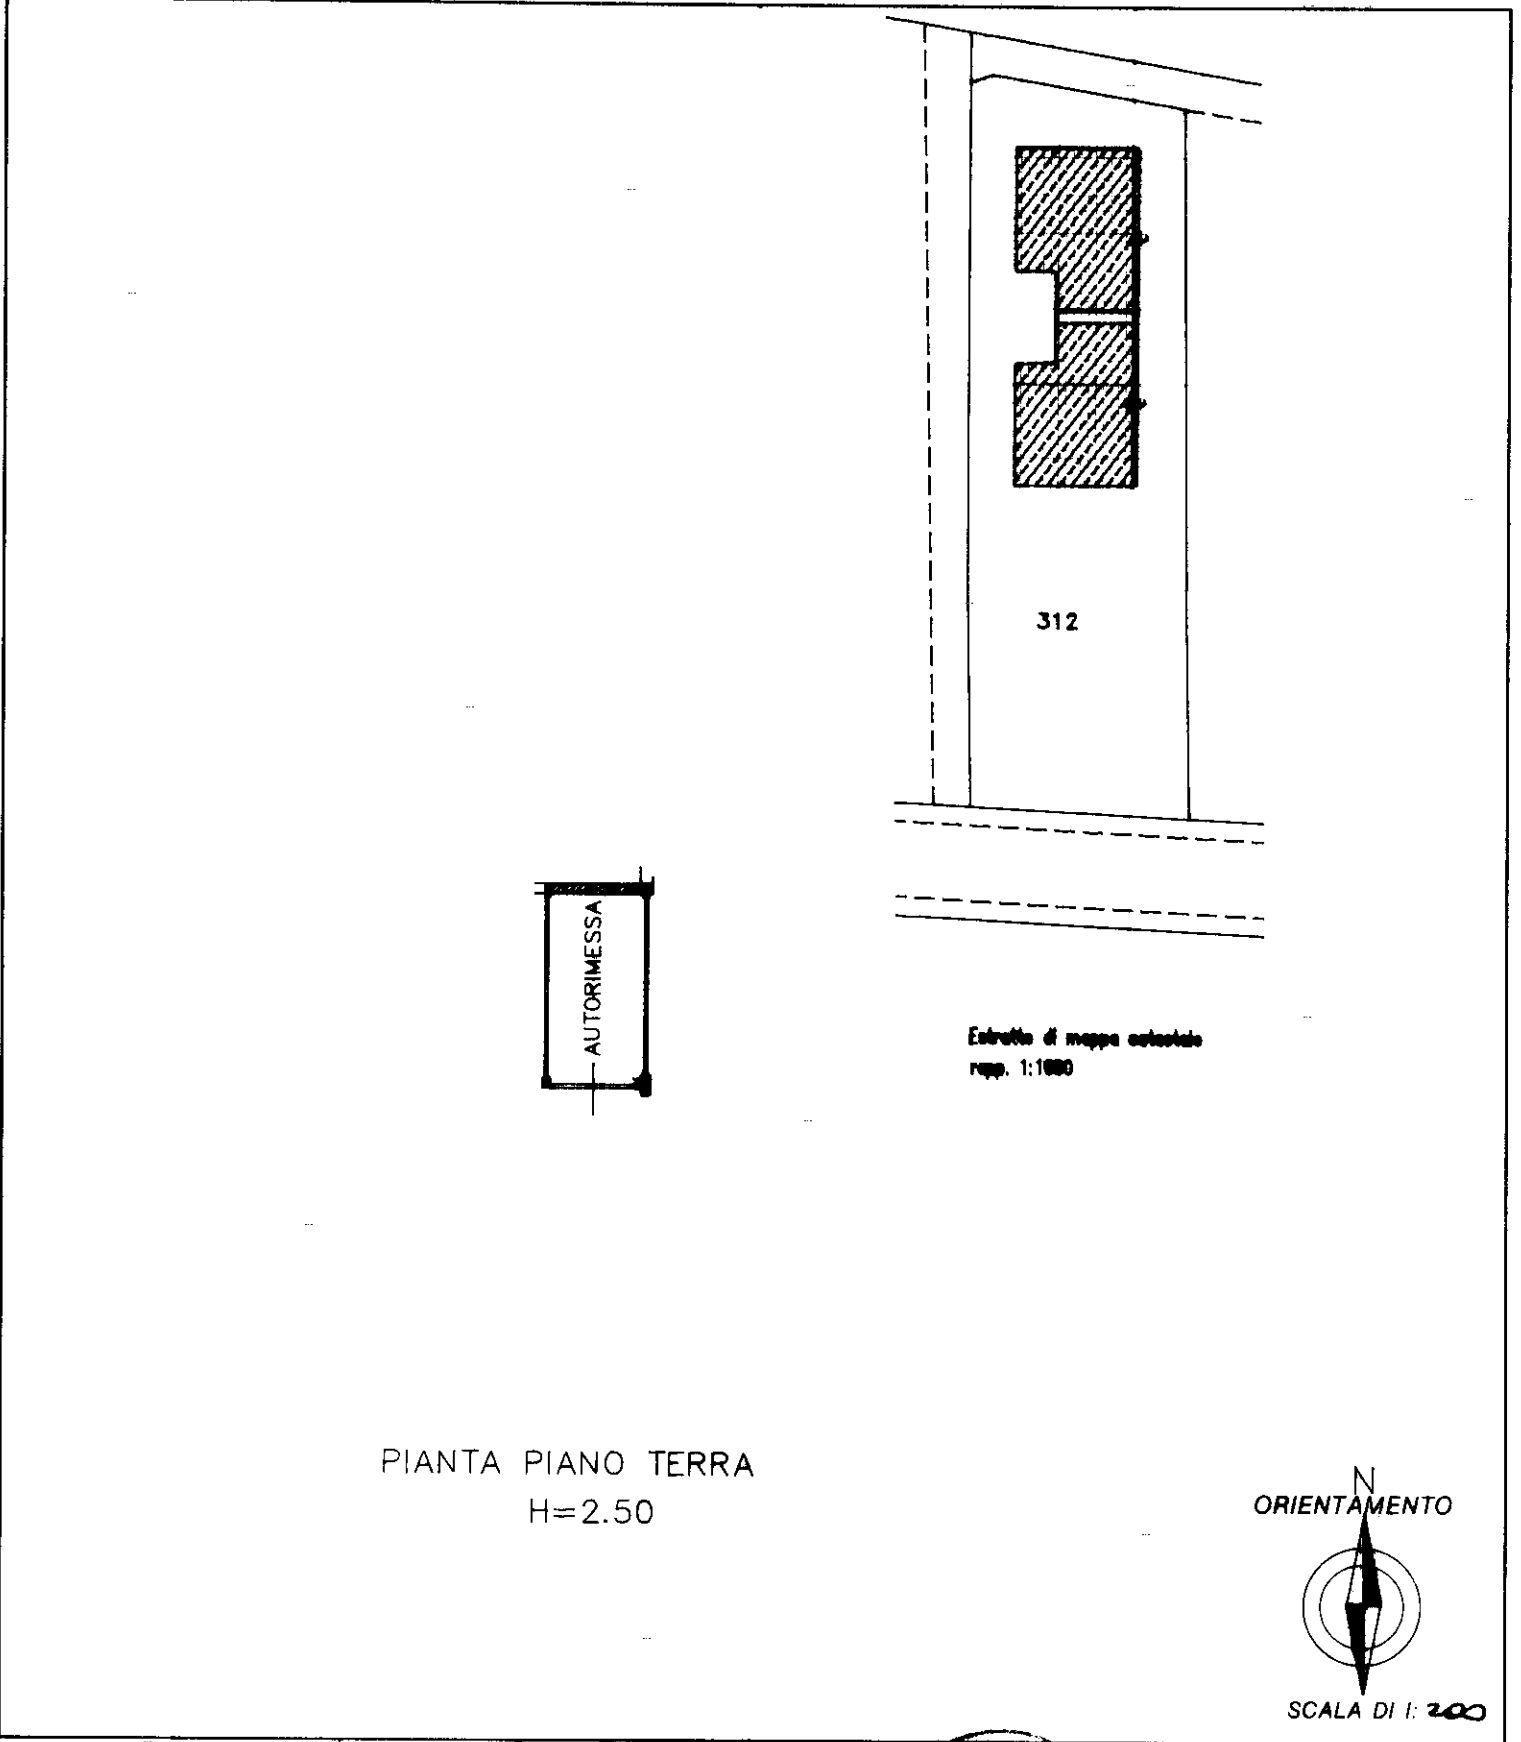 312
AUTORIMESSA
Estratto di mappa catastale
rapp. 1:1000
PIANTA PIANO TERRA
H=2.50
N
ORIENTAMENTO
SCALA DI 1: 200